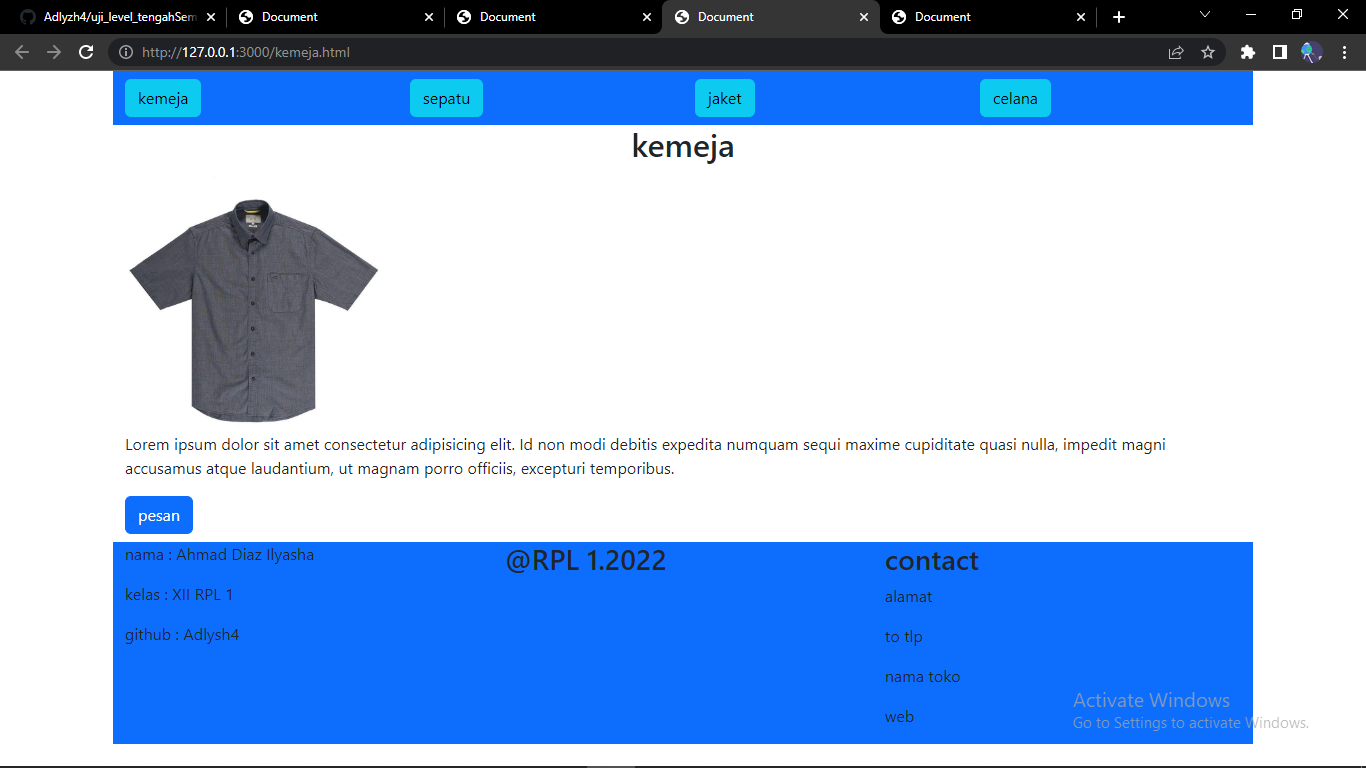 Adlyzh4/uji_level_tengahSem
Document
Document
Document
Document
http://127.0.0.1:3000/kemeja.html
kemeja
sepatu
jaket
celana
kemeja
Lorem ipsum dolor sit amet consectetur adipisicing elit. Id non modi debitis expedita numquam sequi maxime cupiditate quasi nulla, impedit magni
accusamus atque laudantium, ut magnam porro officiis, excepturi temporibus.
pesan
nama : Ahmad Diaz Ilyasha
kelas : XII RPL 1
github : Adlysh4
@RPL 1.2022
contact
alamat
to tlp
nama toko
web
Activate Windows
Go to Settings to activate Windows.